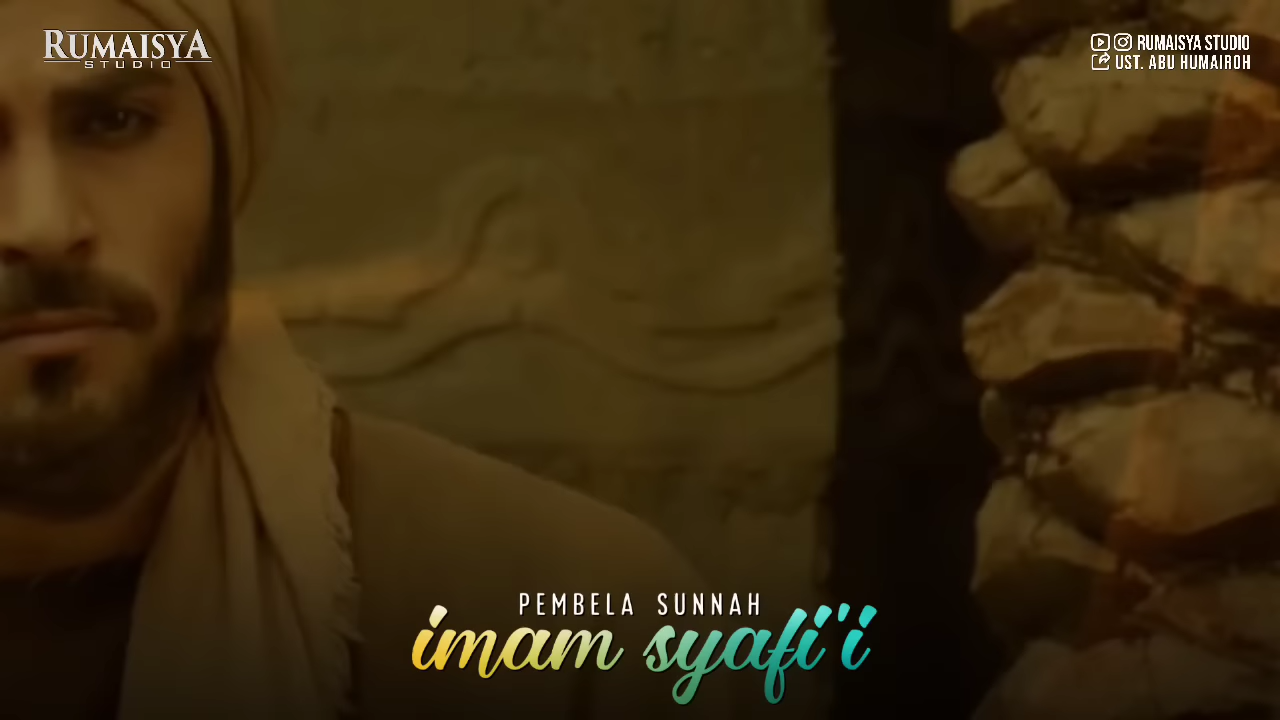 RUMAISYA
STUDIO
RUMAISYA STUDIO
UST. ABU HUMAIROH
PEMBELA SUNNAH
imam syafi'i